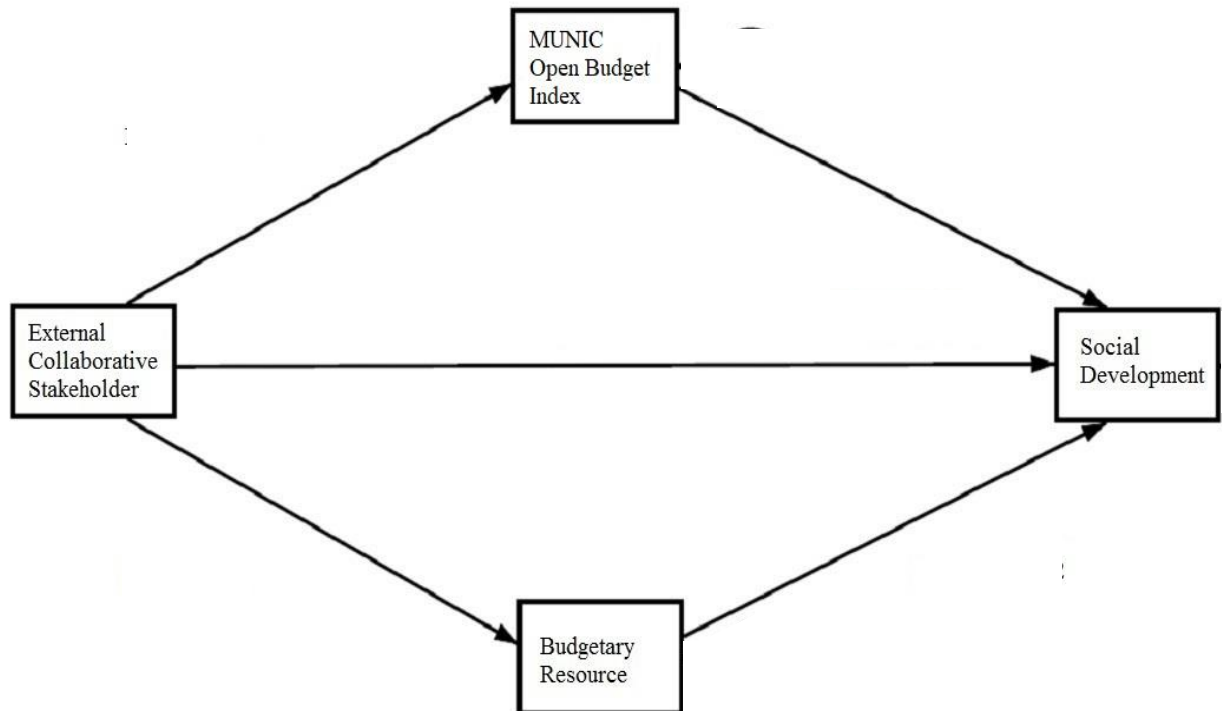 MUNIC
Open Budget
Index
External
Collaborative
Stakeholder
Social
Development
Budgetary
Resource